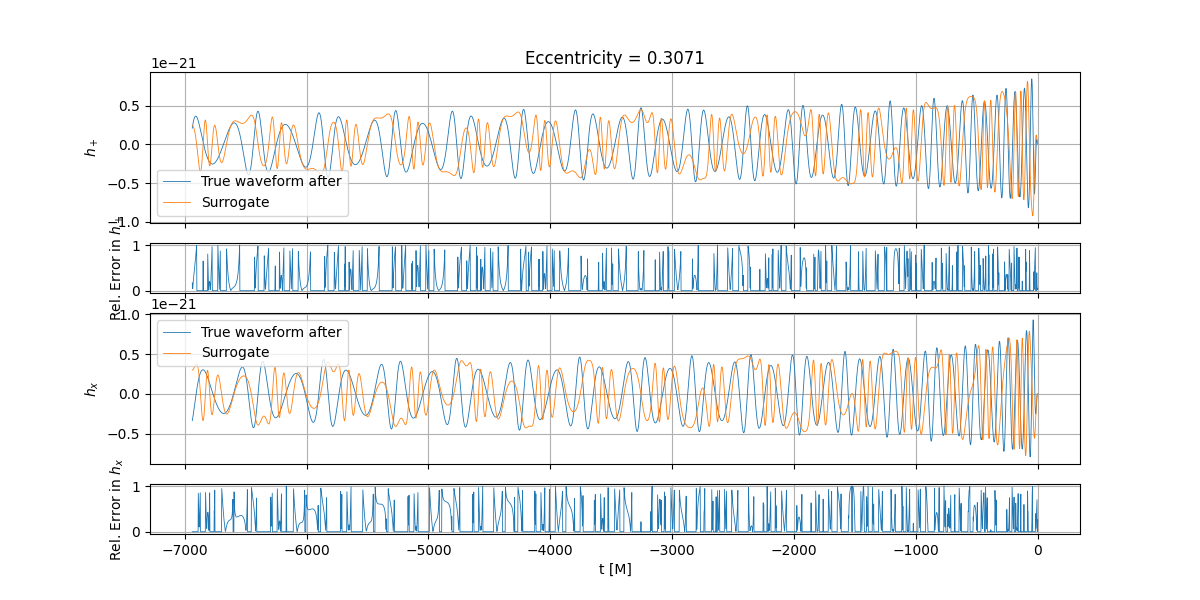 Eccentricity = 0.3071
1e−21
0.5
0.0
−0.5
−1.0
h+
True waveform after
Surrogate
Rel. Error in h+
1
0
1e−21
1.0
0.5
0.0
−0.5
hx
True waveform after
Surrogate
Rel. Error in hx
1
0
−7000 −6000 −5000 −4000 −3000 −2000 −1000 0
t [M]